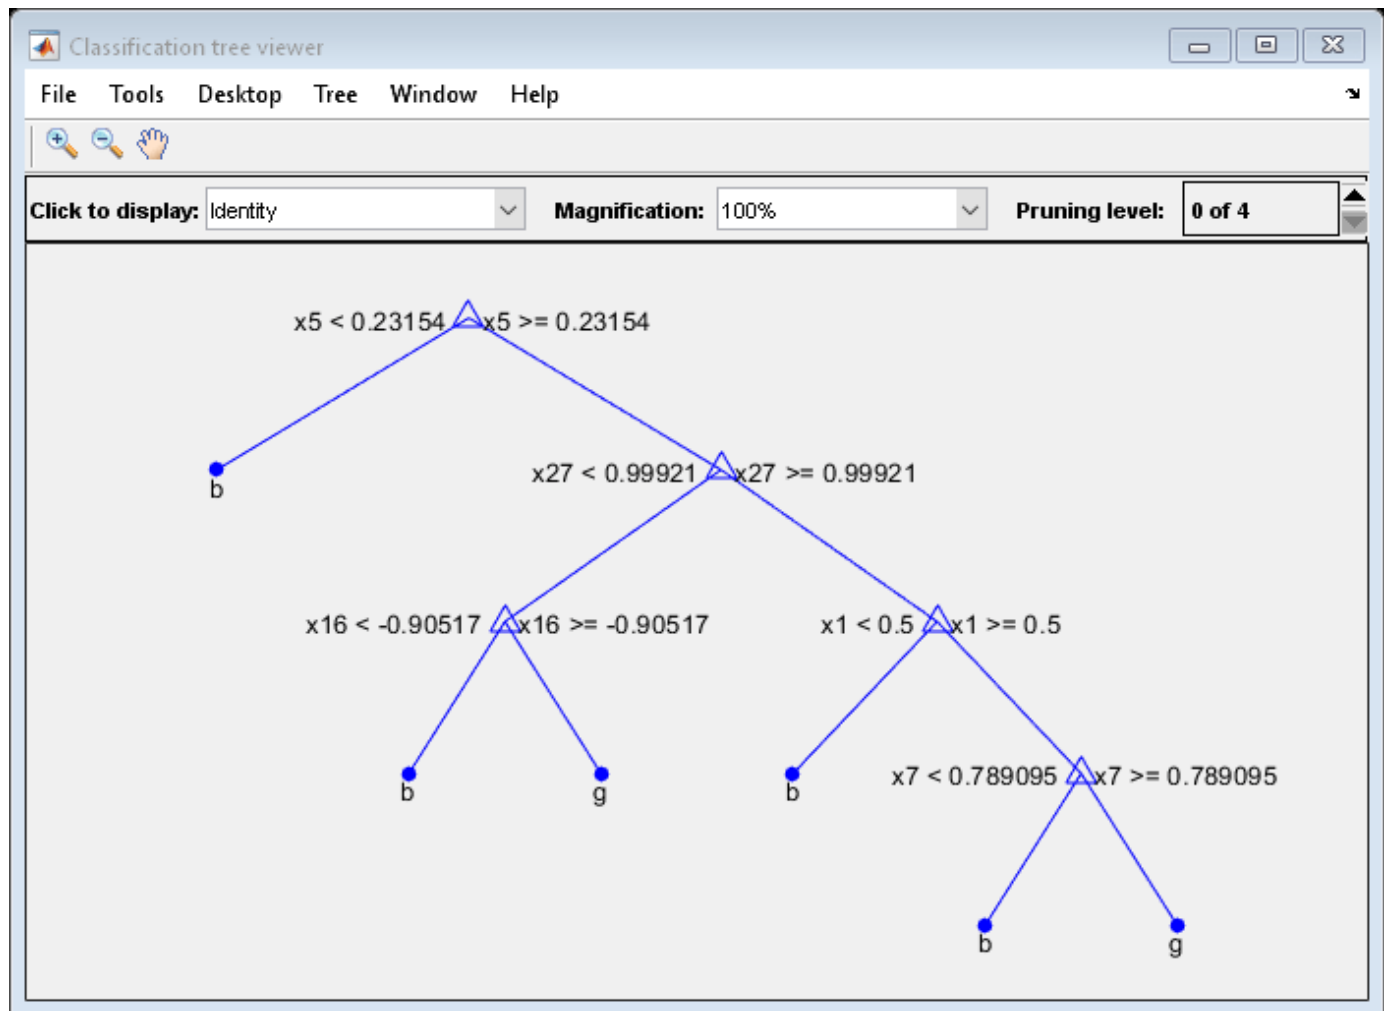 Classification tree viewer
File Tools Desktop Tree Window Help
Click to display: Identity Magnification: 100% Pruning level: 0 of 4
x5 < 0.23154 x5 >= 0.23154
b x27 < 0.99921 x27 >= 0.99921
x16 < -0.90517 x16 >= -0.90517 x1 < 0.5 x1 >= 0.5
b g b x7 < 0.789095 x7 >= 0.789095
b g